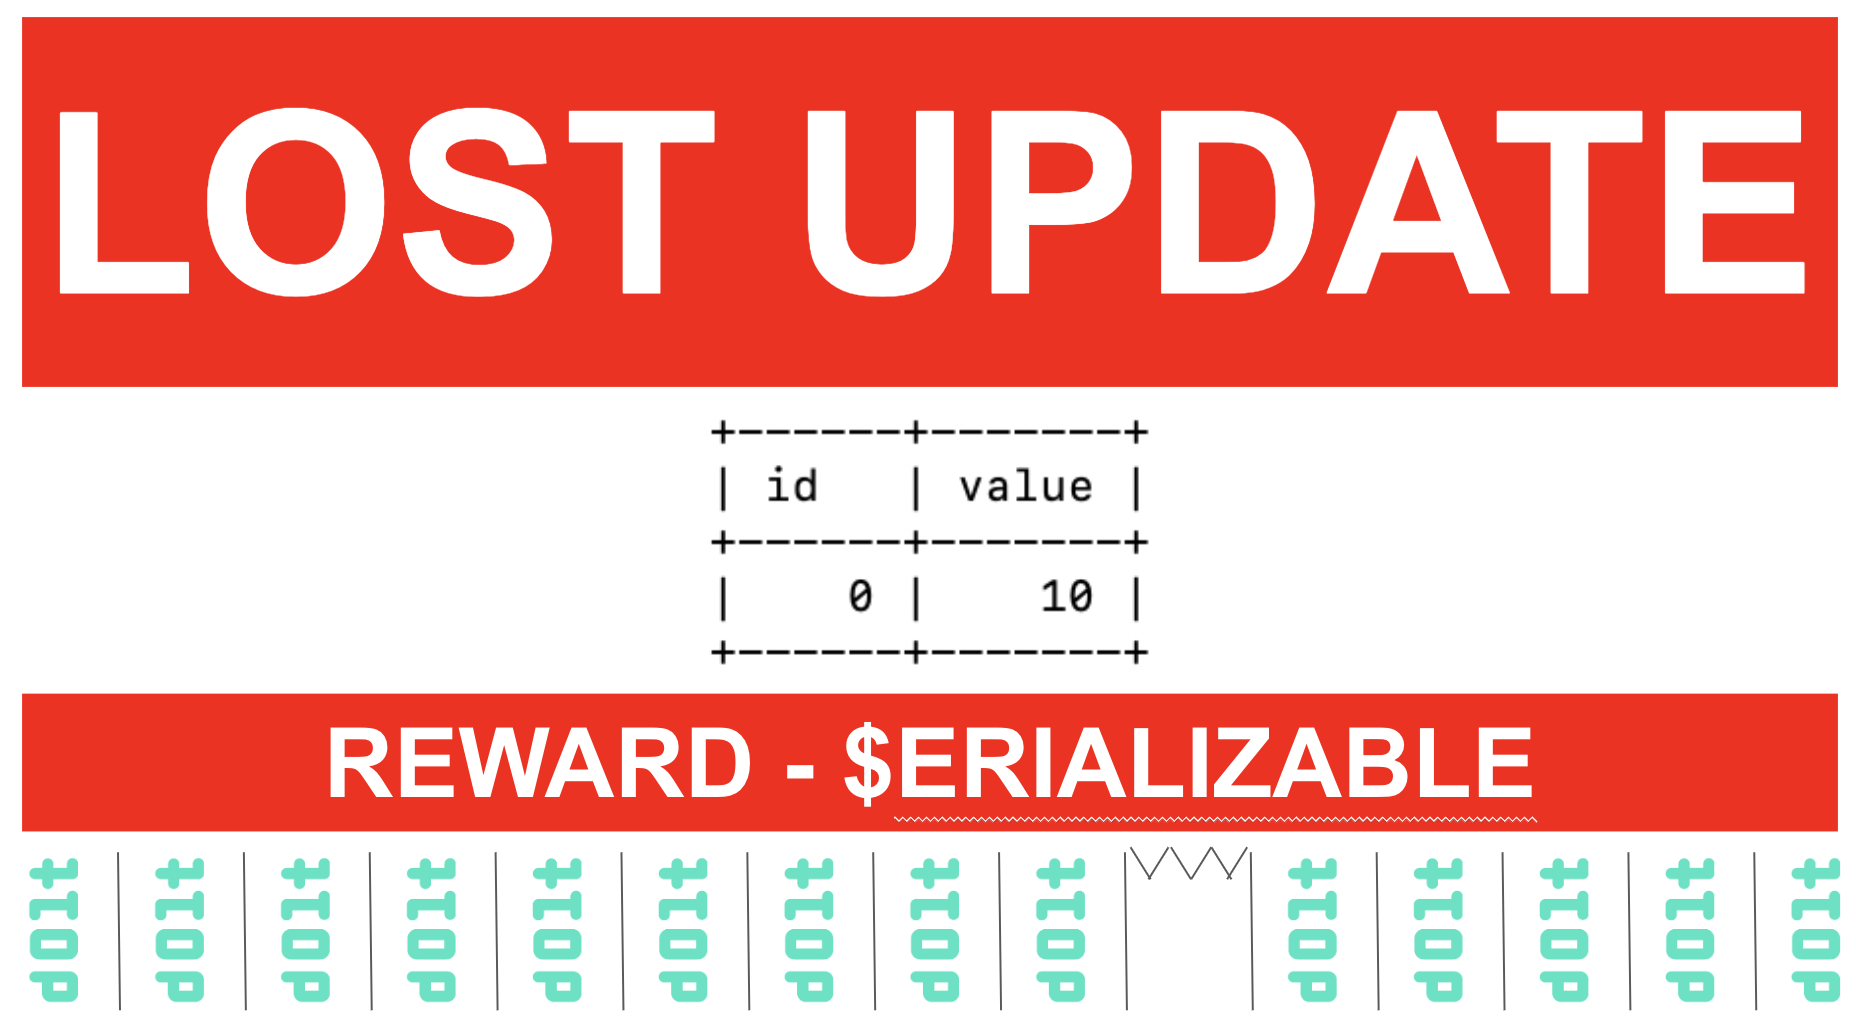 LOST UPDATE
+------+-------+
| id   | value |
+------+-------+
|    0 |    10 |
+------+-------+
REWARD - $ERIALIZABLE
dolt dolt dolt dolt dolt dolt dolt dolt dolt dolt dolt dolt dolt dolt